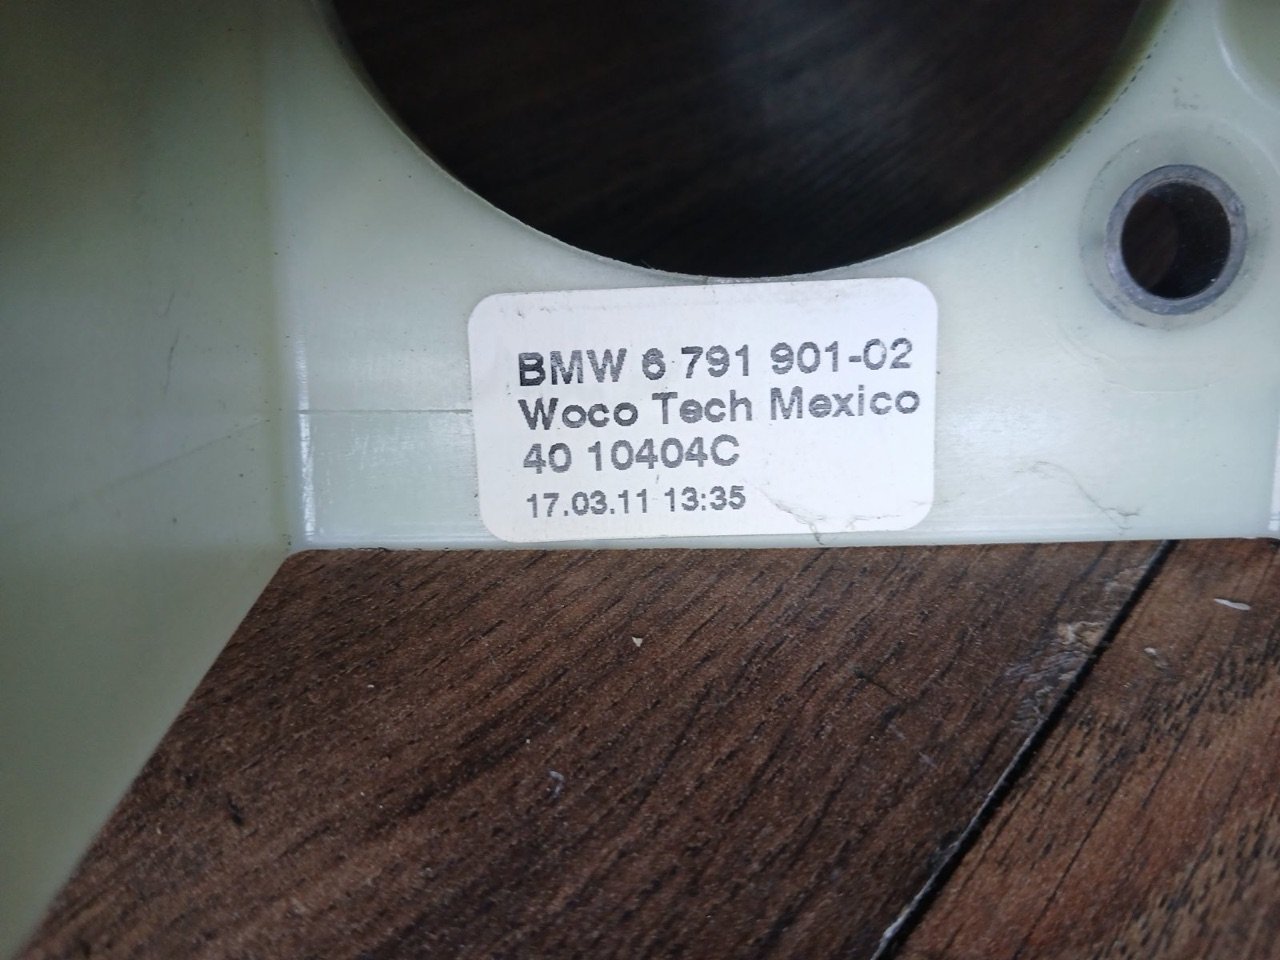 BMW 6 791 901-02
Woco Tech Mexico
40 10404C
17.03.11 13:35